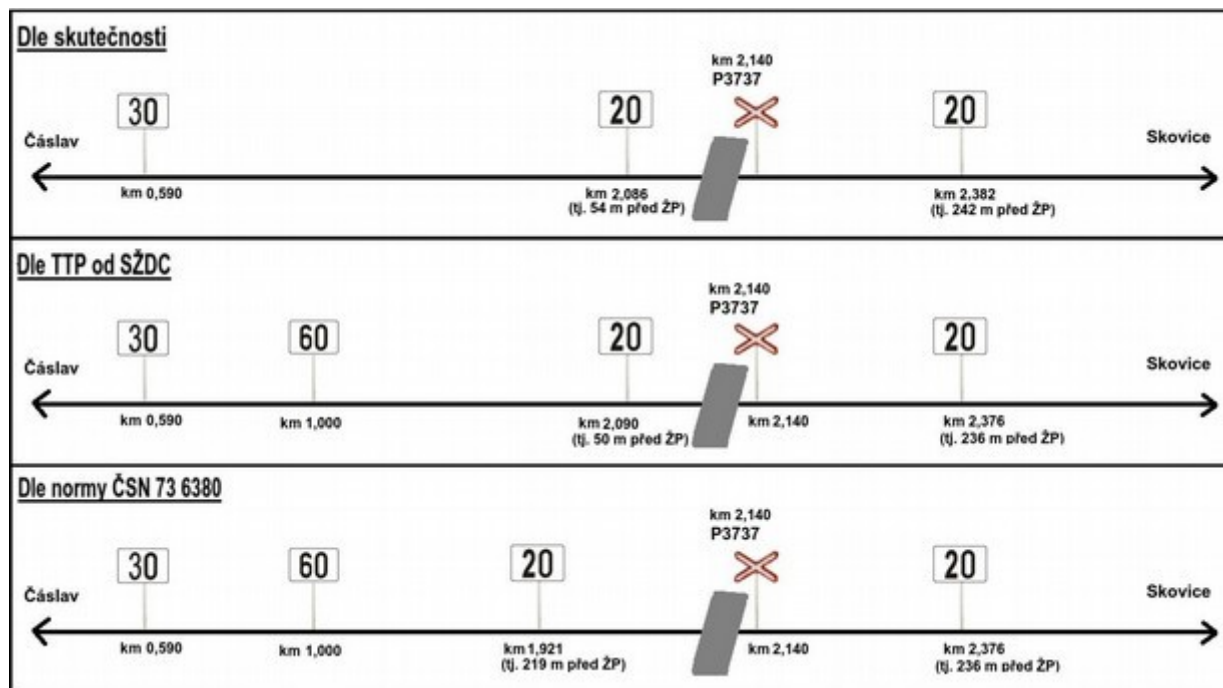 Dle skutečnosti
km 2,140
P3737
30
20
20
Čáslav
Skovice
km 0,590
km 2,086
(tj. 54 m před ŽP)
km 2.382
(tj. 242 m před ŽP)
Dle TTP od SŽDC
km 2,140
P3737
30
60
20
20
Čáslav
Skovice
km 0,590
km 1,000
km 2,090
(tj. 50 m před ŽP)
km 2,140
km 2,376
(tj. 236 m před ŽP)
Dle normy ČSN 73 6380
km 2,140
P3737
30
60
20
20
Čáslav
Skovice
km 0,590
km 1,000
km 1,921
(tj. 219 m před ŽP)
km 2,140
km 2,376
(tj. 236 m před ŽP)